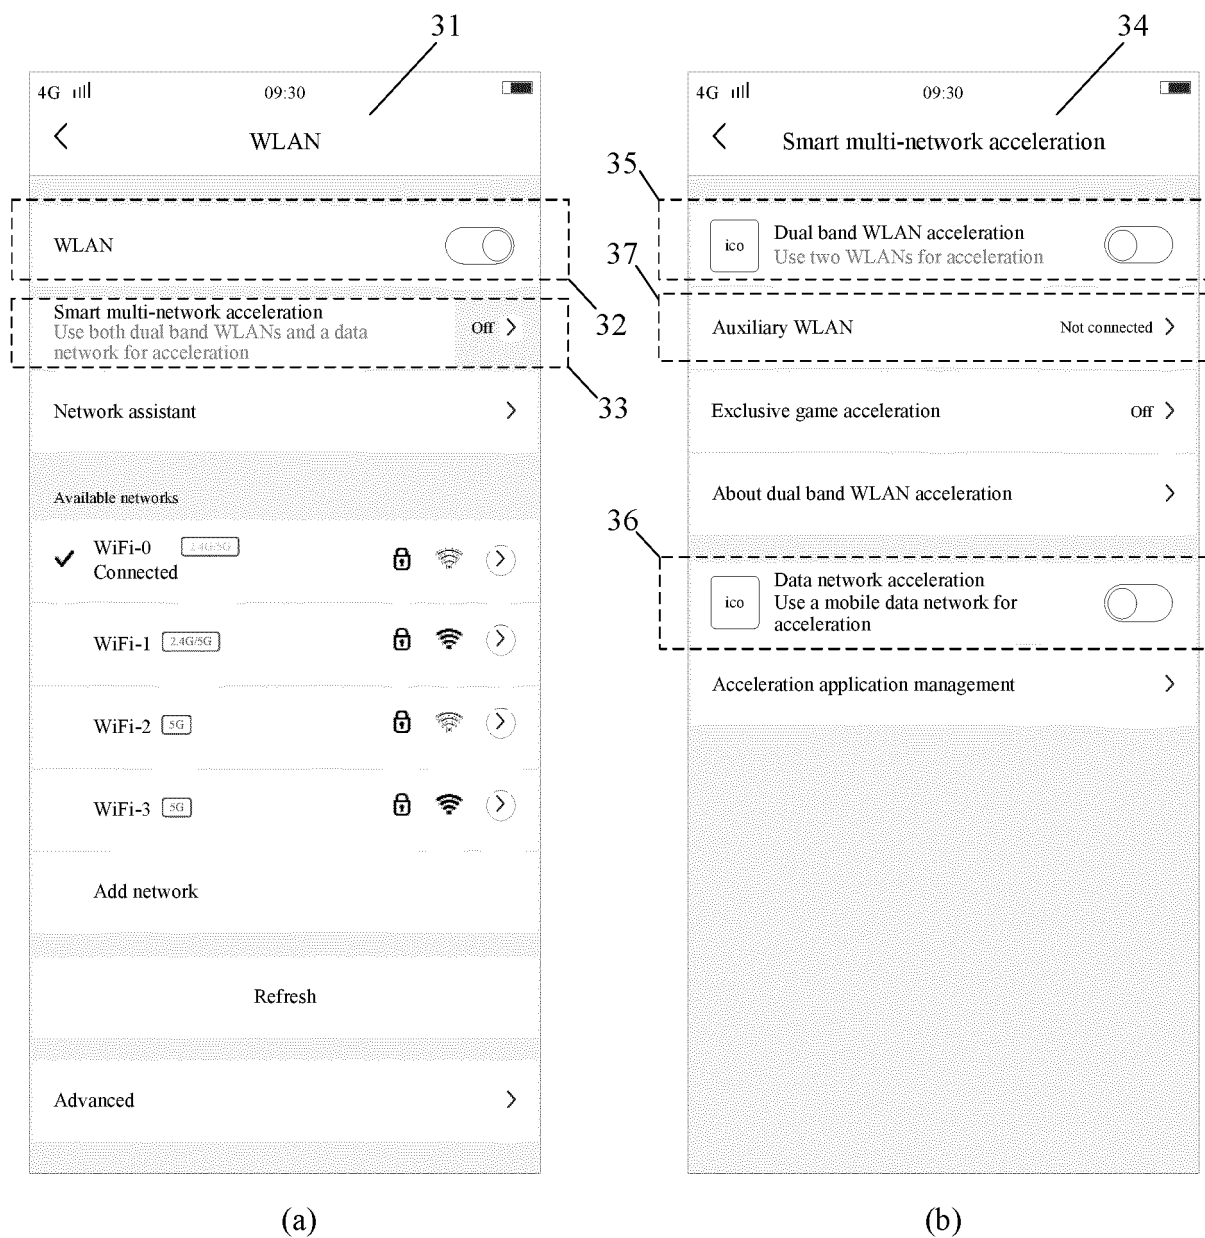 31
4G
09:30
WLAN
WLAN
32
Smart multi-network acceleration
Use both dual band WLANs and a data
network for acceleration
Off
33
Network assistant
Available networks
WiFi-0 2.4G/5G
Connected
WiFi-1 2.4G/5G
WiFi-2 5G
WiFi-3 5G
Add network
Refresh
Advanced
(a)
34
4G
09:30
Smart multi-network acceleration
35
ico
Dual band WLAN acceleration
Use two WLANs for acceleration
37
Auxiliary WLAN
Not connected
Exclusive game acceleration
Off
About dual band WLAN acceleration
36
ico
Data network acceleration
Use a mobile data network for
acceleration
Acceleration application management
(b)